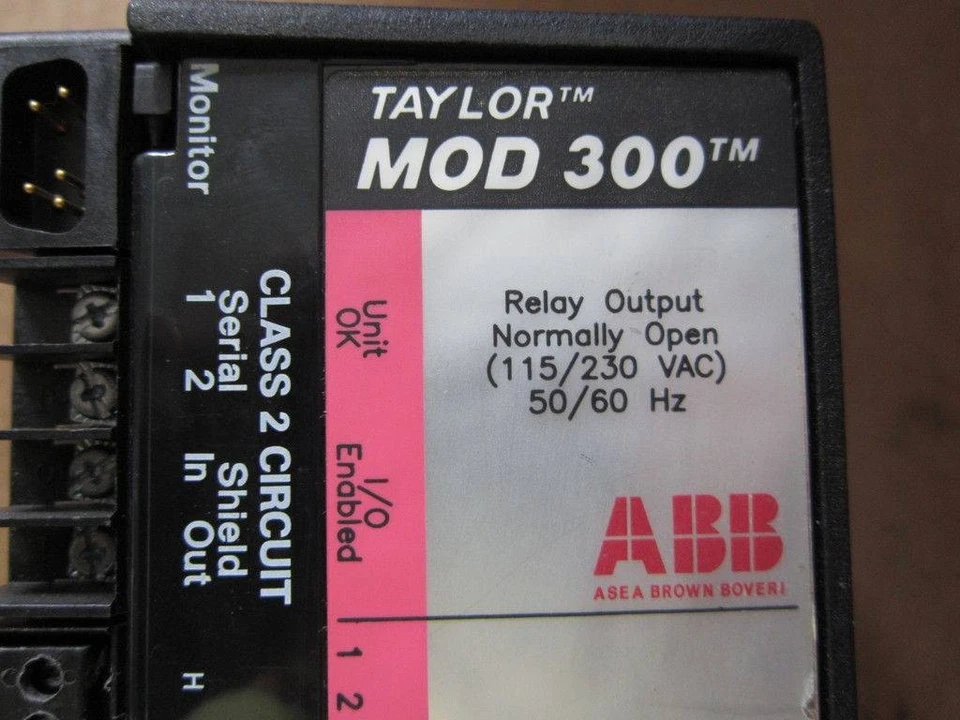 TAYLOR™
MOD 300™
Relay Output
Normally Open
(115/230 VAC)
50/60 Hz
ABB
ASEA BROWN BOVERI
Unit
OK
I/O
Enabled
1
2
CLASS 2 CIRCUIT
Serial
1 2
Shield
In Out
Monitor
H